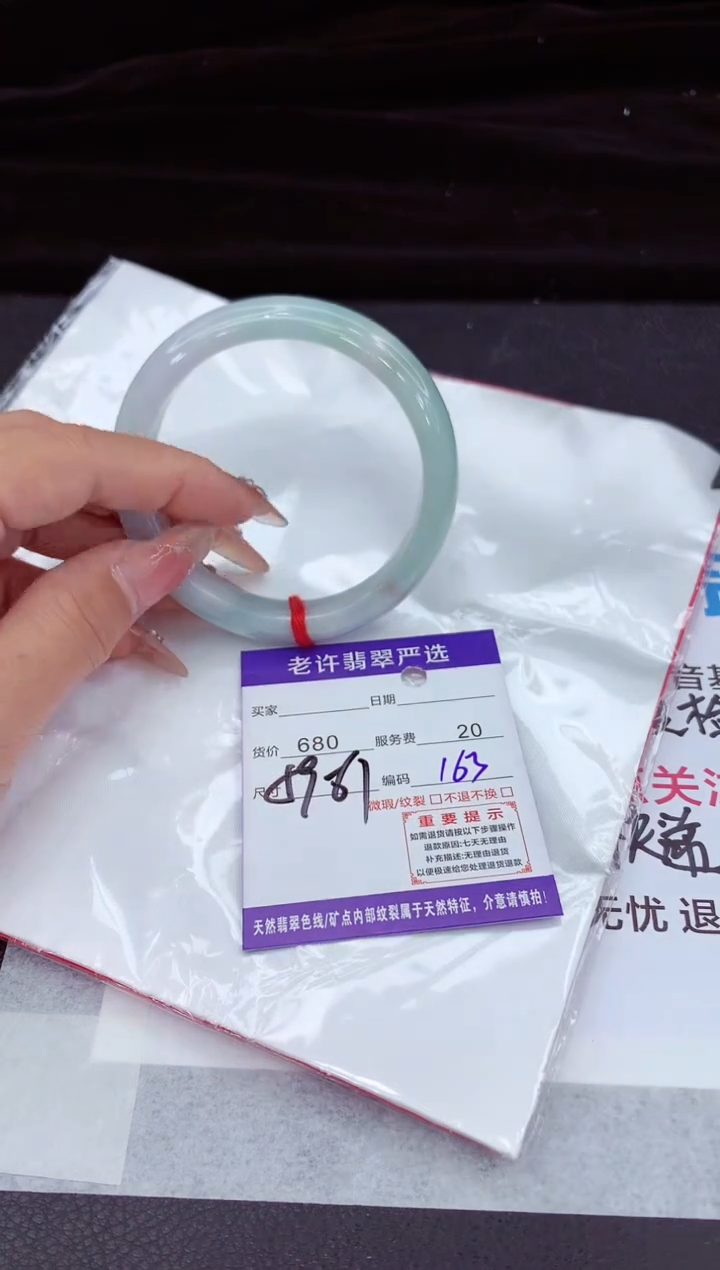 老许翡翠严选
买家 日期
货价 680 服务费 20
尺寸 编码 163
微瑕/纹裂 □ 不退不换 □
重要提示
如需退货请按以下步骤操作
退款原因:七天无理由
补充描述:无理由退货
以便极速给您处理退货退款
天然翡翠色线/矿点内部纹裂属于天然特征，介意请慎拍!
音基
关注
无忧 退